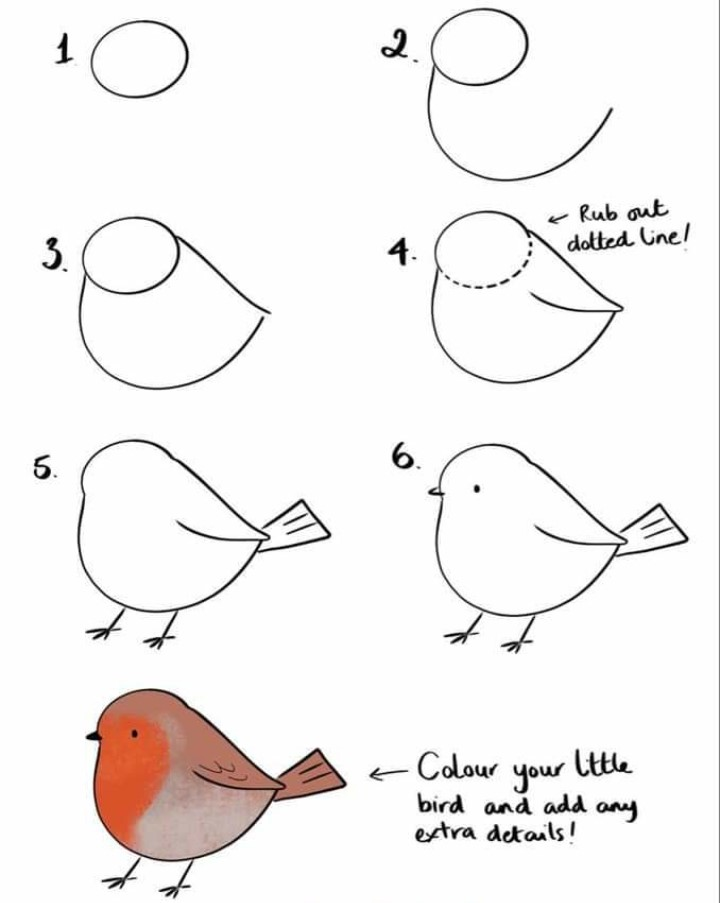 1
2.
3.
4.
← Rub out
dotted line!
5.
6.
← Colour your little
bird and add any
extra details!